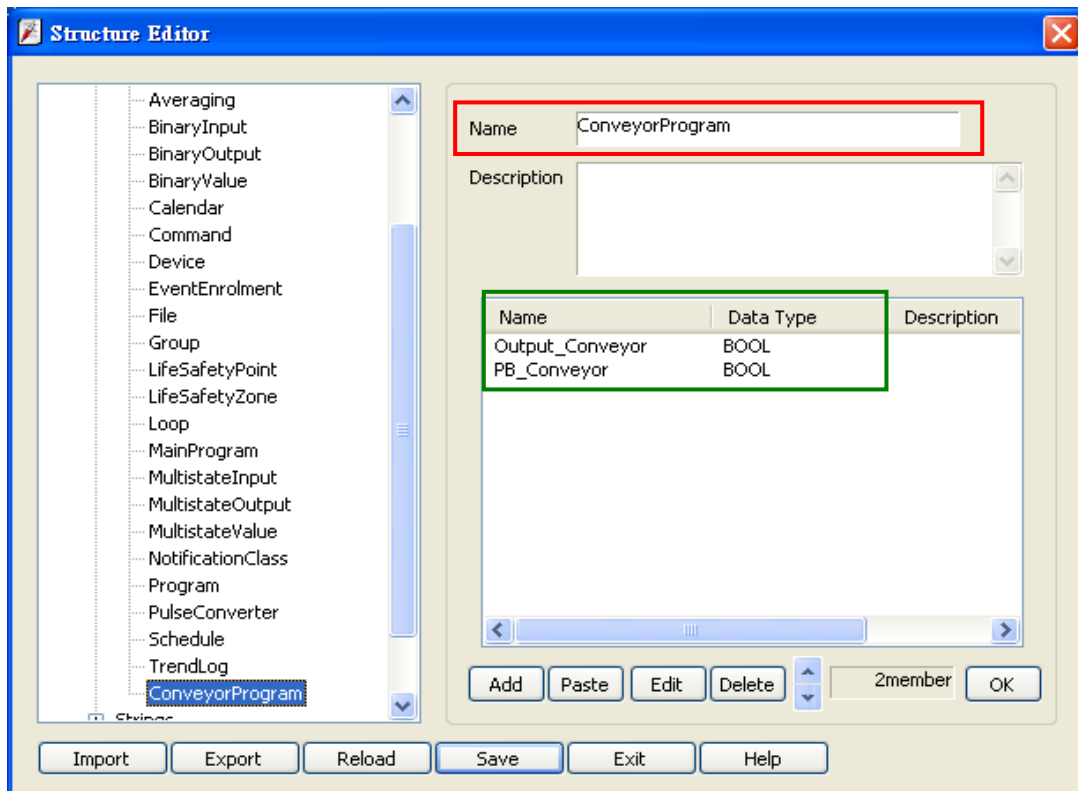 Structure Editor
Averaging
BinaryInput
BinaryOutput
BinaryValue
Calendar
Command
Device
EventEnrolment
File
Group
LifeSafetyPoint
LifeSafetyZone
Loop
MainProgram
MultistateInput
MultistateOutput
MultistateValue
NotificationClass
Program
PulseConverter
Schedule
TrendLog
ConveyorProgram
Strings
Name ConveyorProgram
Description
Name Data Type Description
Output_Conveyor BOOL
PB_Conveyor BOOL
Add Paste Edit Delete 2member OK
Import Export Reload Save Exit Help